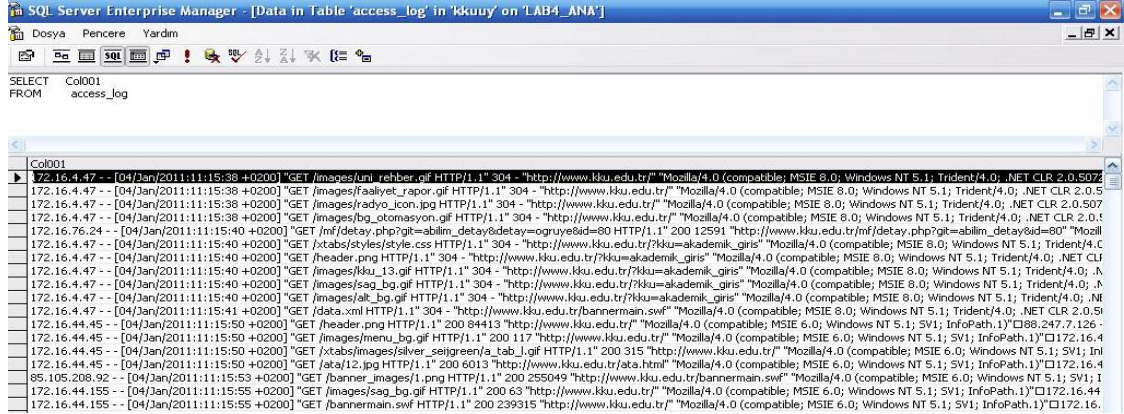 SQL Server Enterprise Manager - [Data in Table 'access_log' in 'kkuuy' on 'LAB4_ANA']
Dosya Pencere Yardım
SELECT Col001
FROM access_log
Col001
172.16.4.47 - - [04/Jan/2011:11:15:38 +0200] "GET /images/uni_rehber.gif HTTP/1.1" 304 - "http://www.kku.edu.tr/" "Mozilla/4.0 (compatible; MSIE 8.0; Windows NT 5.1; Trident/4.0; .NET CLR 2.0.5072
172.16.4.47 - - [04/Jan/2011:11:15:38 +0200] "GET /images/faaliyet_rapor.gif HTTP/1.1" 304 - "http://www.kku.edu.tr/" "Mozilla/4.0 (compatible; MSIE 8.0; Windows NT 5.1; Trident/4.0; .NET CLR 2.0.5
172.16.4.47 - - [04/Jan/2011:11:15:38 +0200] "GET /images/radyo_icon.jpg HTTP/1.1" 304 - "http://www.kku.edu.tr/" "Mozilla/4.0 (compatible; MSIE 8.0; Windows NT 5.1; Trident/4.0; .NET CLR 2.0.507
172.16.4.47 - - [04/Jan/2011:11:15:38 +0200] "GET /images/bg_otomasyon.gif HTTP/1.1" 304 - "http://www.kku.edu.tr/" "Mozilla/4.0 (compatible; MSIE 8.0; Windows NT 5.1; Trident/4.0; .NET CLR 2.0.5
172.16.76.24 - - [04/Jan/2011:11:15:40 +0200] "GET /mf/detay.php?git=abilim_detay&detay=ogruye&id=80 HTTP/1.1" 200 12591 "http://www.kku.edu.tr/mf/detay.php?git=abilim_detay&id=80" "Mozill
172.16.4.47 - - [04/Jan/2011:11:15:40 +0200] "GET /xtabs/styles/style.css HTTP/1.1" 304 - "http://www.kku.edu.tr/?kku=akademik_giris" "Mozilla/4.0 (compatible; MSIE 8.0; Windows NT 5.1; Trident/4.0
172.16.4.47 - - [04/Jan/2011:11:15:40 +0200] "GET /header.png HTTP/1.1" 304 - "http://www.kku.edu.tr/?kku=akademik_giris" "Mozilla/4.0 (compatible; MSIE 8.0; Windows NT 5.1; Trident/4.0; .NET CLF
172.16.4.47 - - [04/Jan/2011:11:15:40 +0200] "GET /images/kku_13.gif HTTP/1.1" 304 - "http://www.kku.edu.tr/?kku=akademik_giris" "Mozilla/4.0 (compatible; MSIE 8.0; Windows NT 5.1; Trident/4.0; .N
172.16.4.47 - - [04/Jan/2011:11:15:40 +0200] "GET /images/sag_bg.gif HTTP/1.1" 304 - "http://www.kku.edu.tr/?kku=akademik_giris" "Mozilla/4.0 (compatible; MSIE 8.0; Windows NT 5.1; Trident/4.0; .N
172.16.4.47 - - [04/Jan/2011:11:15:40 +0200] "GET /images/alt_bg.gif HTTP/1.1" 304 - "http://www.kku.edu.tr/?kku=akademik_giris" "Mozilla/4.0 (compatible; MSIE 8.0; Windows NT 5.1; Trident/4.0; .NE
172.16.4.47 - - [04/Jan/2011:11:15:41 +0200] "GET /data.xml HTTP/1.1" 304 - "http://www.kku.edu.tr/bannermain.swf" "Mozilla/4.0 (compatible; MSIE 8.0; Windows NT 5.1; Trident/4.0; .NET CLR 2.0.50
172.16.44.45 - - [04/Jan/2011:11:15:50 +0200] "GET /header.png HTTP/1.1" 200 84413 "http://www.kku.edu.tr/" "Mozilla/4.0 (compatible; MSIE 6.0; Windows NT 5.1; SV1; InfoPath.1)"□88.247.7.126 -
172.16.44.45 - - [04/Jan/2011:11:15:50 +0200] "GET /images/menu_bg.gif HTTP/1.1" 200 117 "http://www.kku.edu.tr/" "Mozilla/4.0 (compatible; MSIE 6.0; Windows NT 5.1; SV1; InfoPath.1)"□172.16.4
172.16.44.45 - - [04/Jan/2011:11:15:50 +0200] "GET /xtabs/images/silver_seijgreen/a_tab_l.gif HTTP/1.1" 200 315 "http://www.kku.edu.tr/" "Mozilla/4.0 (compatible; MSIE 6.0; Windows NT 5.1; SV1; Inf
172.16.44.45 - - [04/Jan/2011:11:15:50 +0200] "GET /ata/12.jpg HTTP/1.1" 200 6013 "http://www.kku.edu.tr/ata.html" "Mozilla/4.0 (compatible; MSIE 6.0; Windows NT 5.1; SV1; InfoPath.1)"□172.16.4
85.105.208.92 - - [04/Jan/2011:11:15:53 +0200] "GET /banner_images/1.png HTTP/1.1" 200 255049 "http://www.kku.edu.tr/bannermain.swf" "Mozilla/4.0 (compatible; MSIE 6.0; Windows NT 5.1; SV1; I
172.16.44.155 - - [04/Jan/2011:11:15:55 +0200] "GET /images/sag_bg.gif HTTP/1.1" 200 63 "http://www.kku.edu.tr/" "Mozilla/4.0 (compatible; MSIE 6.0; Windows NT 5.1; SV1; InfoPath.1)"□172.16.44
172.16.44.155 - - [04/Jan/2011:11:15:55 +0200] "GET /bannermain.swf HTTP/1.1" 200 239315 "http://www.kku.edu.tr/" "Mozilla/4.0 (compatible; MSIE 6.0; Windows NT 5.1; SV1; InfoPath.1)"□172.16.